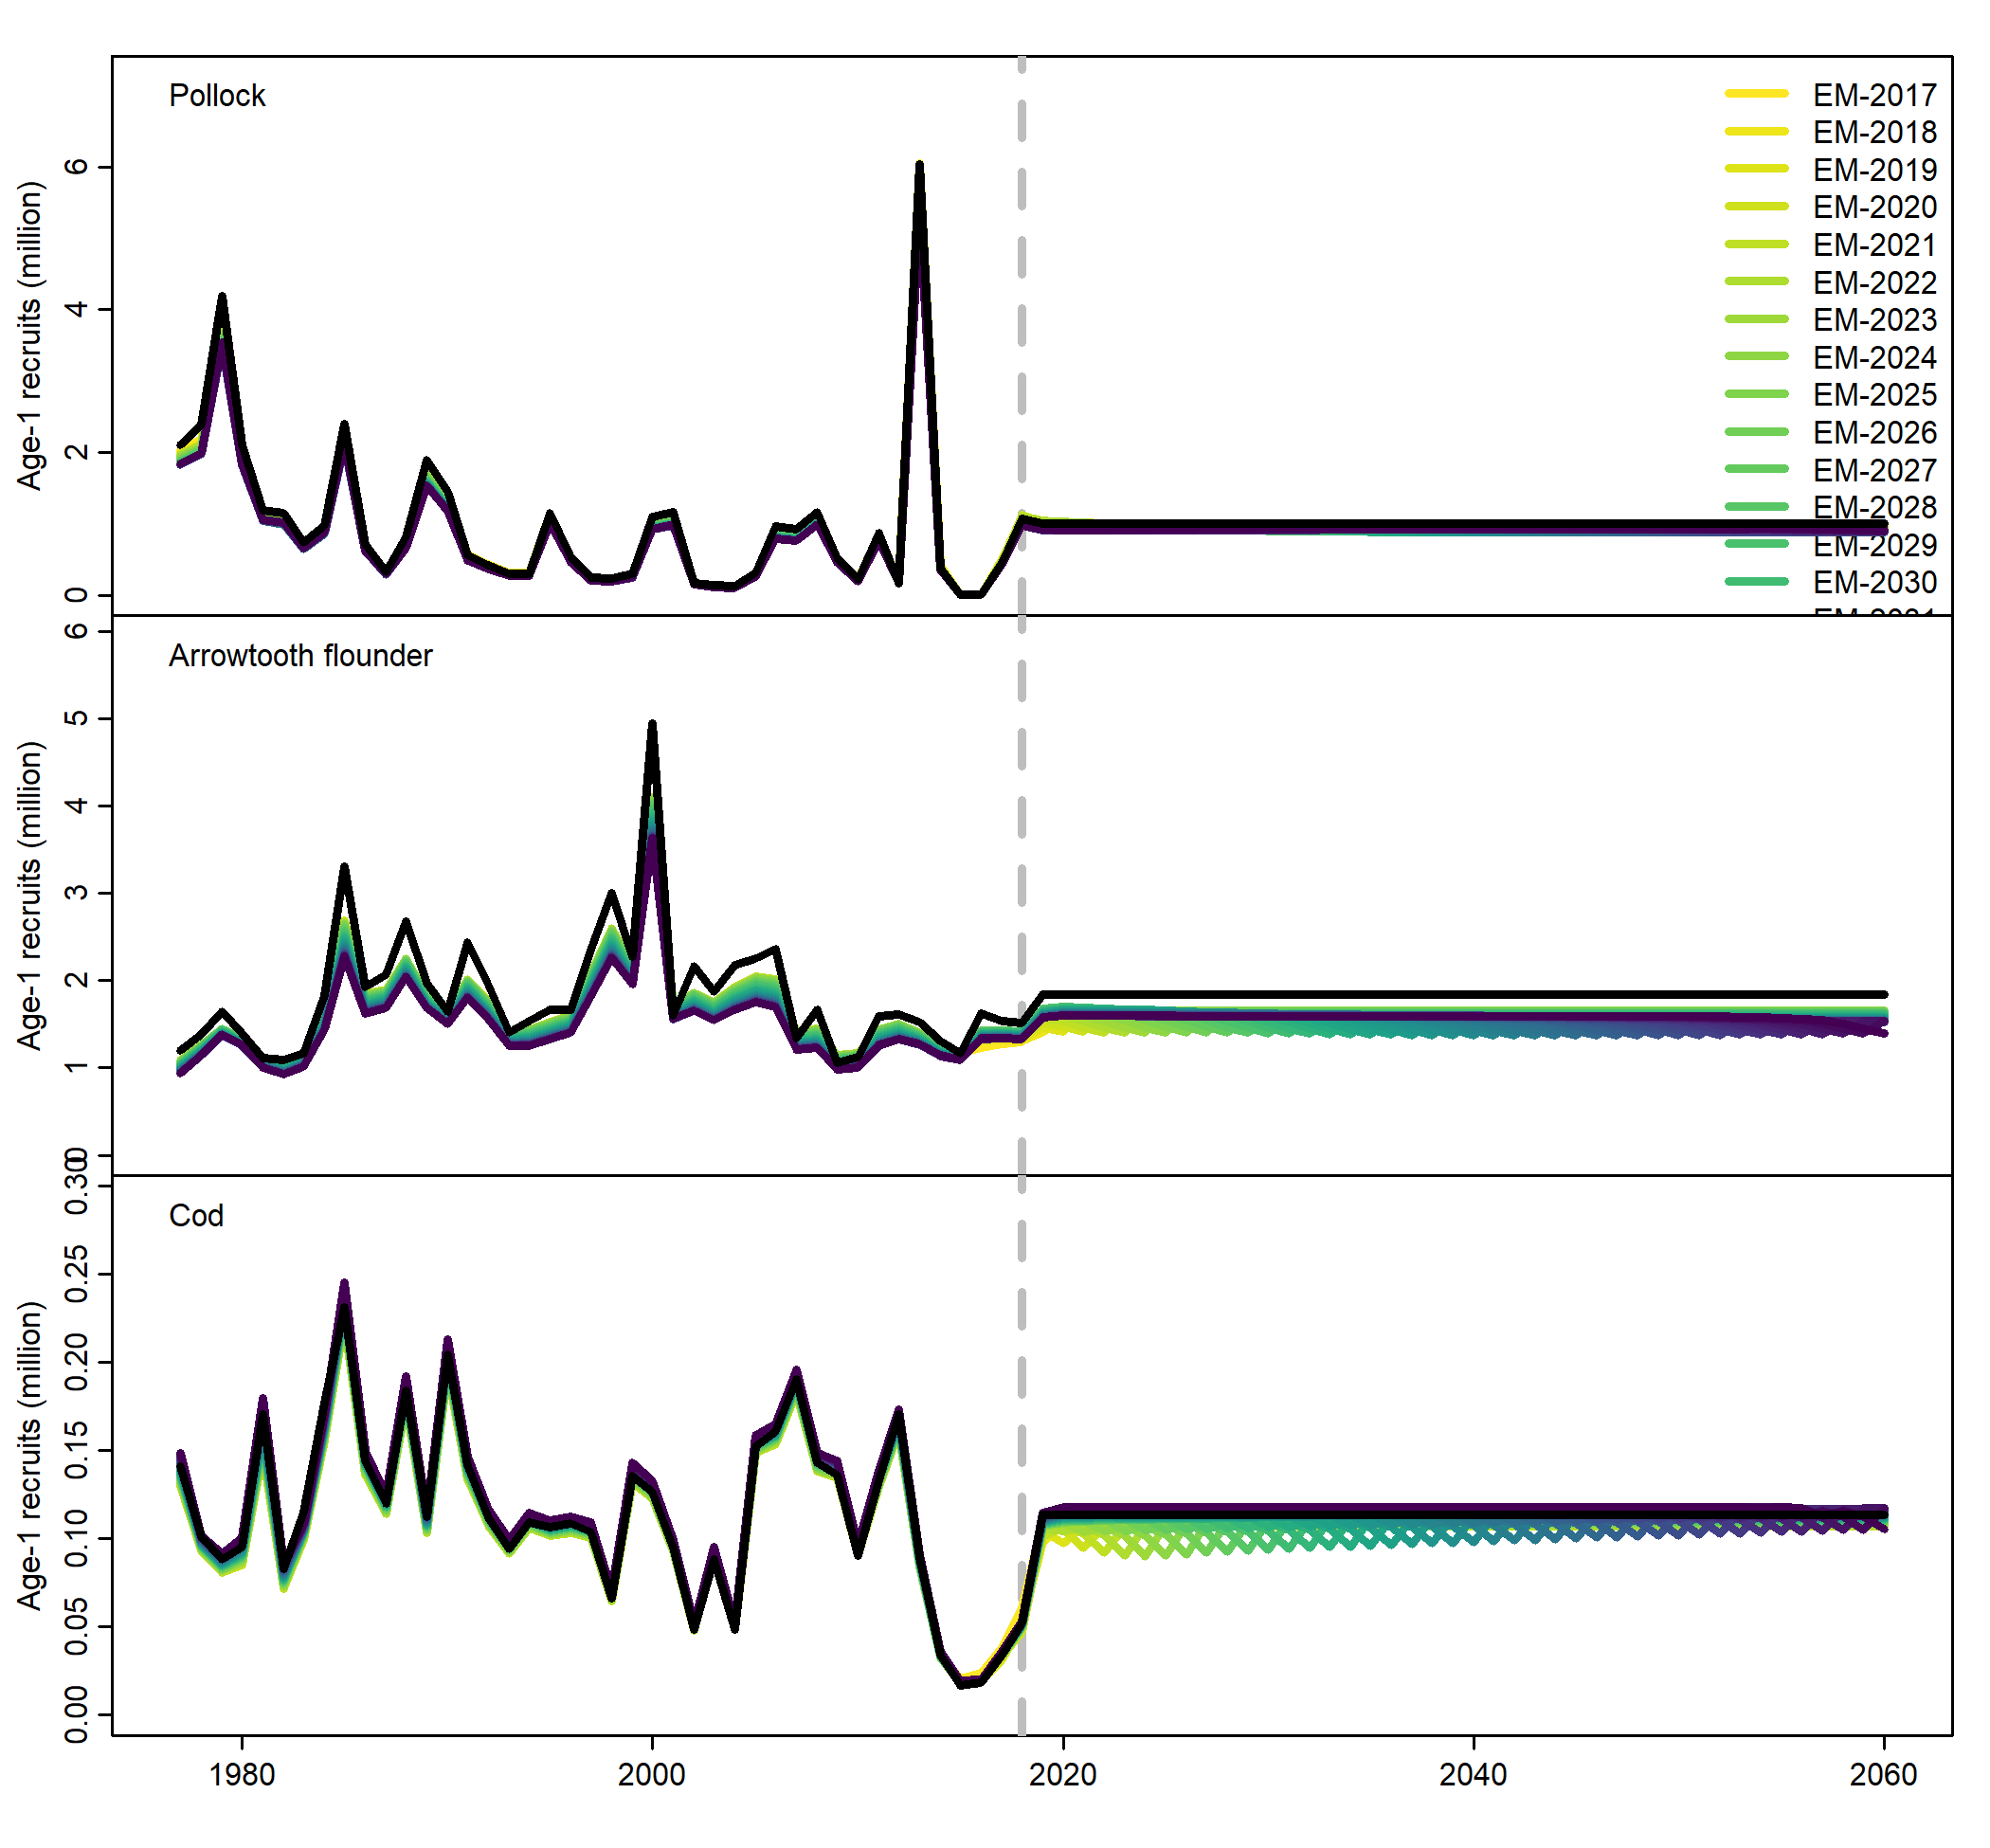 Pollock
Age-1 recruits (million)
6
4
2
0
EM-2017
EM-2018
EM-2019
EM-2020
EM-2021
EM-2022
EM-2023
EM-2024
EM-2025
EM-2026
EM-2027
EM-2028
EM-2029
EM-2030
Arrowtooth flounder
Age-1 recruits (million)
6
5
4
3
2
1
0
Cod
Age-1 recruits (million)
0.30
0.25
0.20
0.15
0.10
0.05
0.00
1980 2000 2020 2040 2060